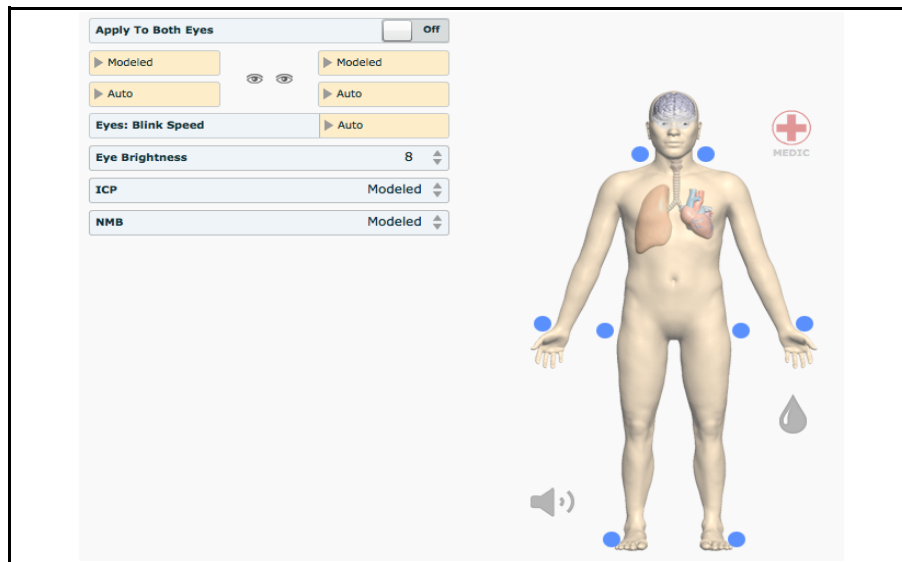 Apply To Both Eyes Off
Modeled Modeled
Auto Auto
Eyes: Blink Speed Auto
Eye Brightness 8
ICP Modeled
NMB Modeled
MEDIC